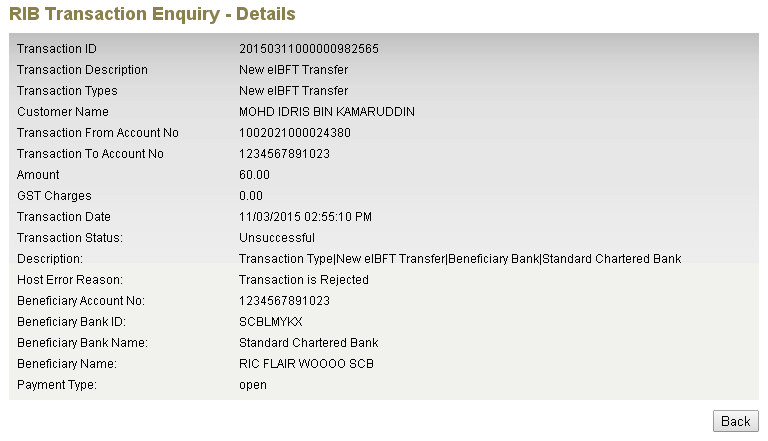 RIB Transaction Enquiry - Details
Transaction ID 20150311000000982565
Transaction Description New eIBFT Transfer
Transaction Types New eIBFT Transfer
Customer Name MOHD IDRIS BIN KAMARUDDIN
Transaction From Account No 1002021000024380
Transaction To Account No 1234567891023
Amount 60.00
GST Charges 0.00
Transaction Date 11/03/2015 02:55:10 PM
Transaction Status: Unsuccessful
Description: Transaction Type|New eIBFT Transfer|Beneficiary Bank|Standard Chartered Bank
Host Error Reason: Transaction is Rejected
Beneficiary Account No: 1234567891023
Beneficiary Bank ID: SCBLMYKX
Beneficiary Bank Name: Standard Chartered Bank
Beneficiary Name: RIC FLAIR WOOOO SCB
Payment Type: open
Back